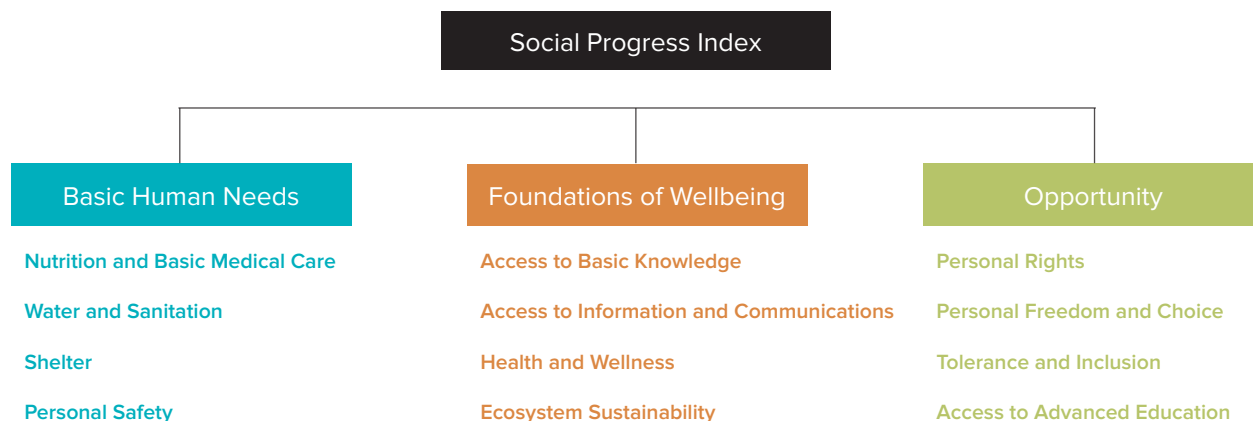 Social Progress Index
Basic Human Needs
Nutrition and Basic Medical Care
Water and Sanitation
Shelter
Personal Safety
Foundations of Wellbeing
Access to Basic Knowledge
Access to Information and Communications
Health and Wellness
Ecosystem Sustainability
Opportunity
Personal Rights
Personal Freedom and Choice
Tolerance and Inclusion
Access to Advanced Education